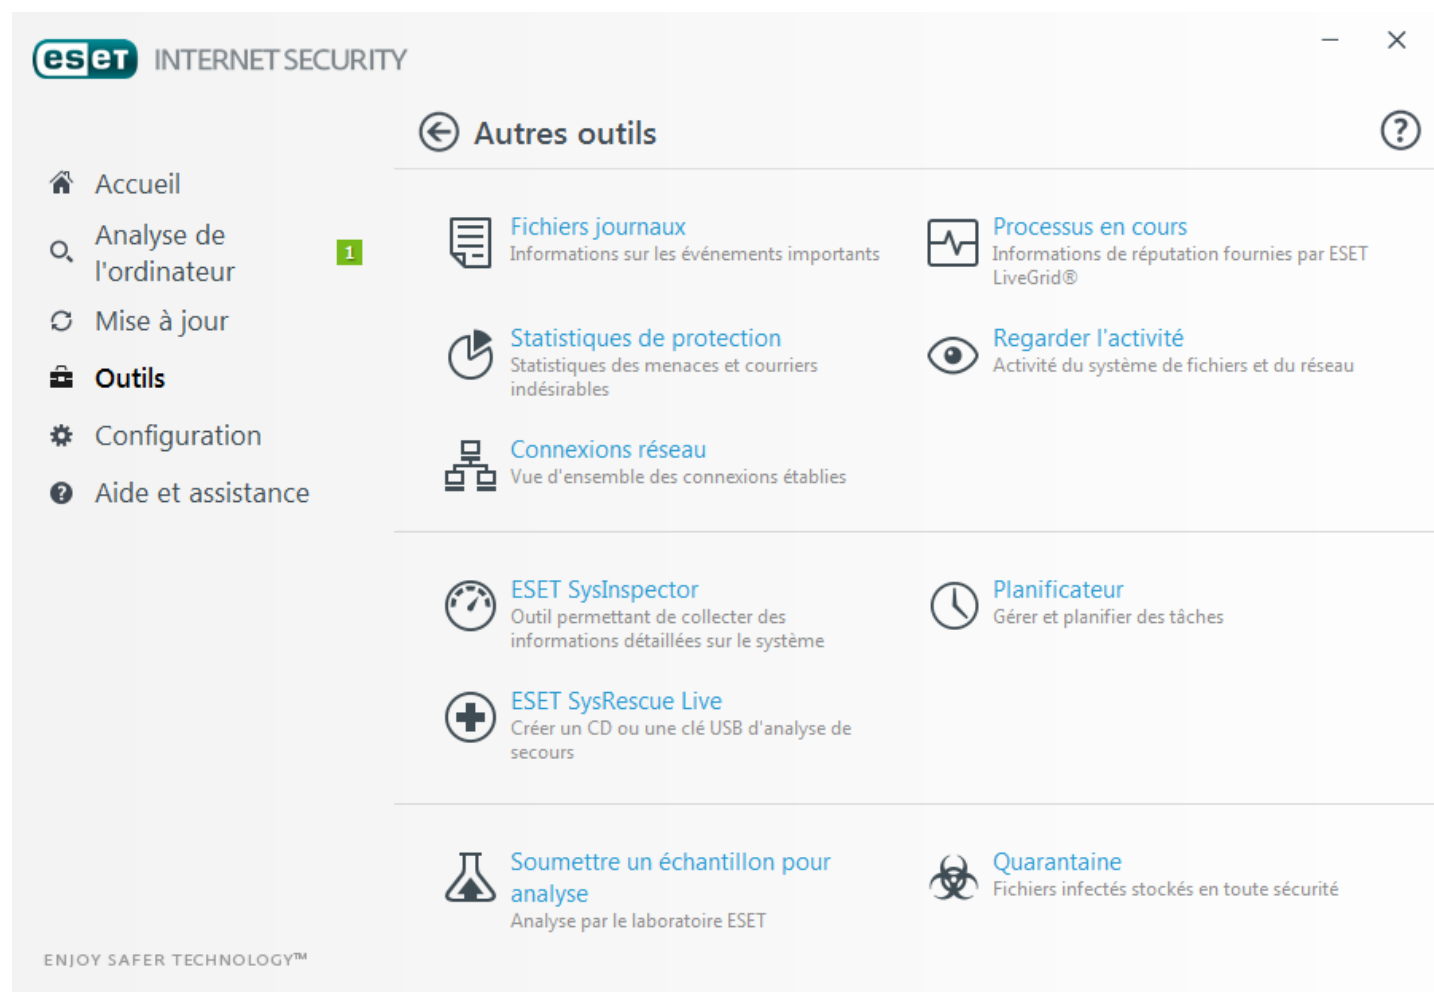 eset INTERNET SECURITY
Autres outils
?
Accueil
Analyse de
l'ordinateur
1
Mise à jour
Outils
Configuration
Aide et assistance
Fichiers journaux
Informations sur les événements importants
Processus en cours
Informations de réputation fournies par ESET
LiveGrid®
Statistiques de protection
Statistiques des menaces et courriers
indésirables
Regarder l'activité
Activité du système de fichiers et du réseau
Connexions réseau
Vue d'ensemble des connexions établies
ESET SysInspector
Outil permettant de collecter des
informations détaillées sur le système
Planificateur
Gérer et planifier des tâches
ESET SysRescue Live
Créer un CD ou une clé USB d'analyse de
secours
Soumettre un échantillon pour
analyse
Analyse par le laboratoire ESET
Quarantaine
Fichiers infectés stockés en toute sécurité
ENJOY SAFER TECHNOLOGY™